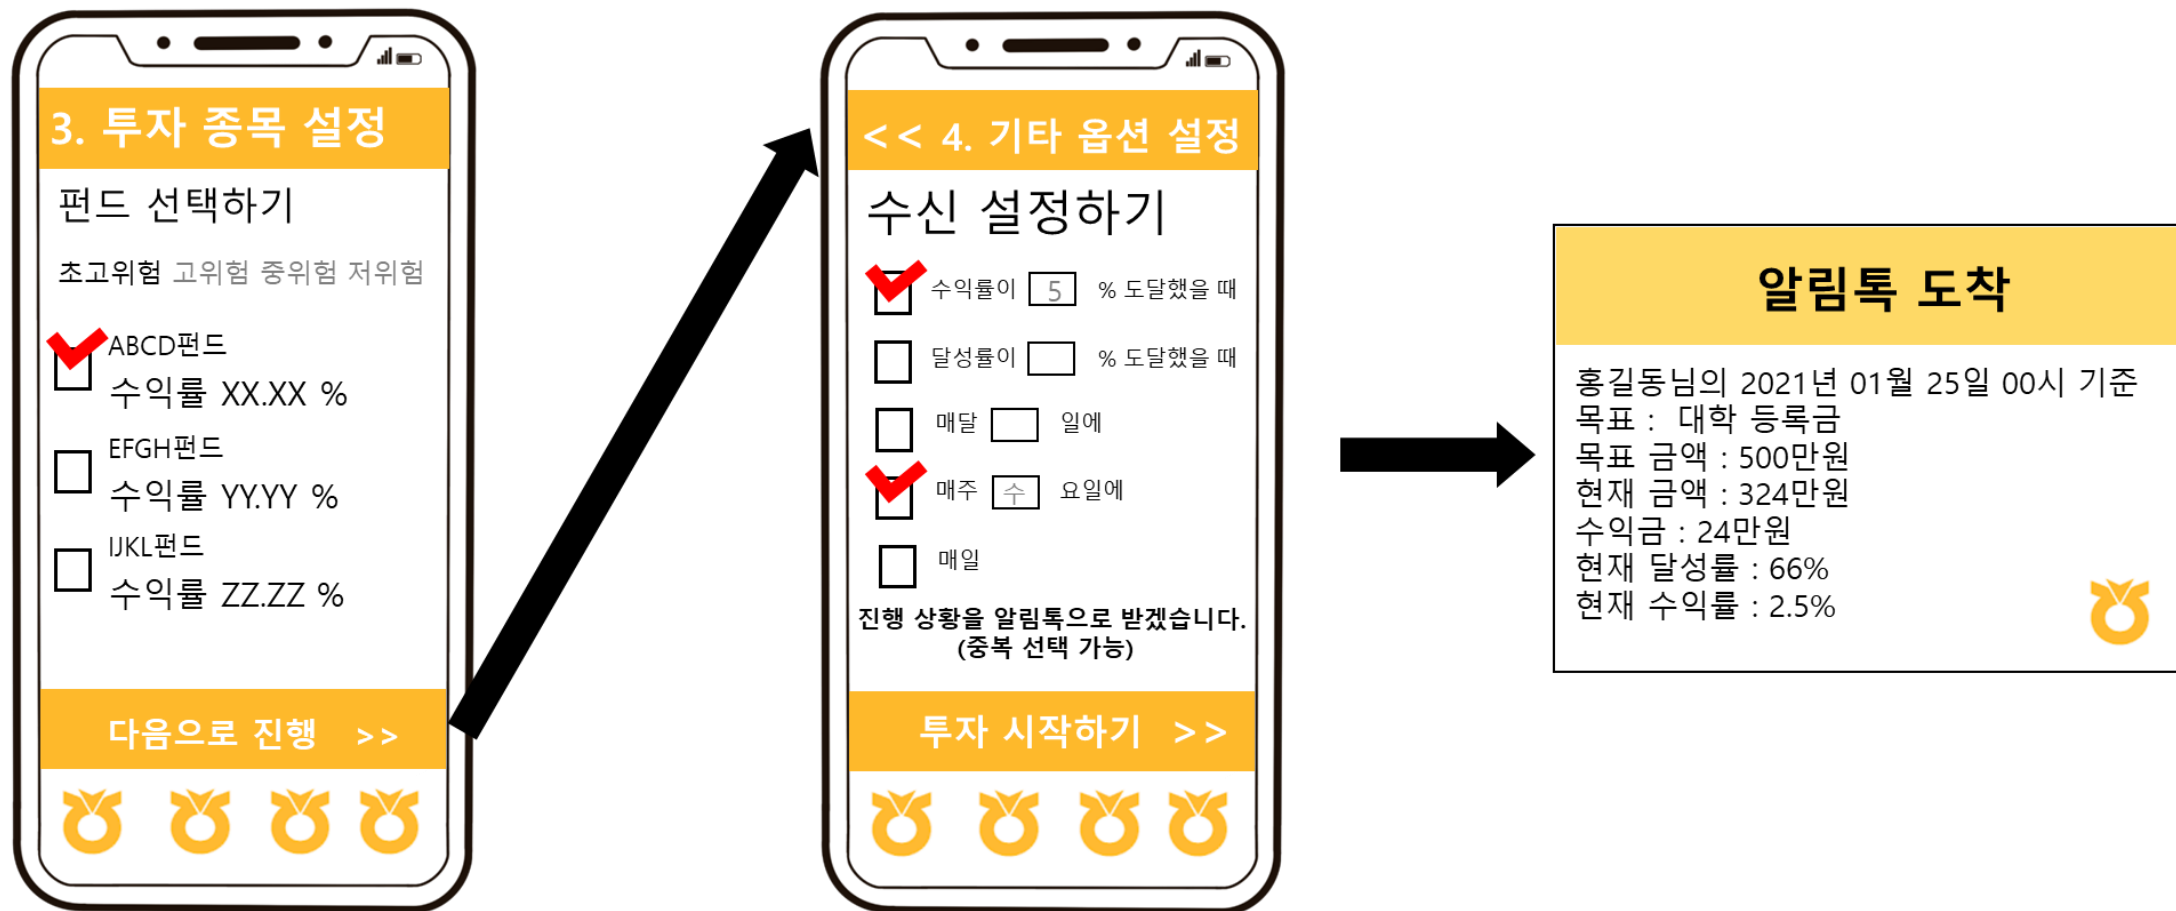 3. 투자 종목 설정
펀드 선택하기
초고위험 고위험 중위험 저위험
ABCD펀드
수익률 XX.XX %
EFGH펀드
수익률 YY.YY %
IJKL펀드
수익률 ZZ.ZZ %
다음으로 진행 >>
<< 4. 기타 옵션 설정
수신 설정하기
수익률이 5 % 도달했을 때
달성률이 % 도달했을 때
매달 일에
매주 수 요일에
매일
진행 상황을 알림톡으로 받겠습니다.
(중복 선택 가능)
투자 시작하기 >>
알림톡 도착
홍길동님의 2021년 01월 25일 00시 기준
목표 : 대학 등록금
목표 금액 : 500만원
현재 금액 : 324만원
수익금 : 24만원
현재 달성률 : 66%
현재 수익률 : 2.5%